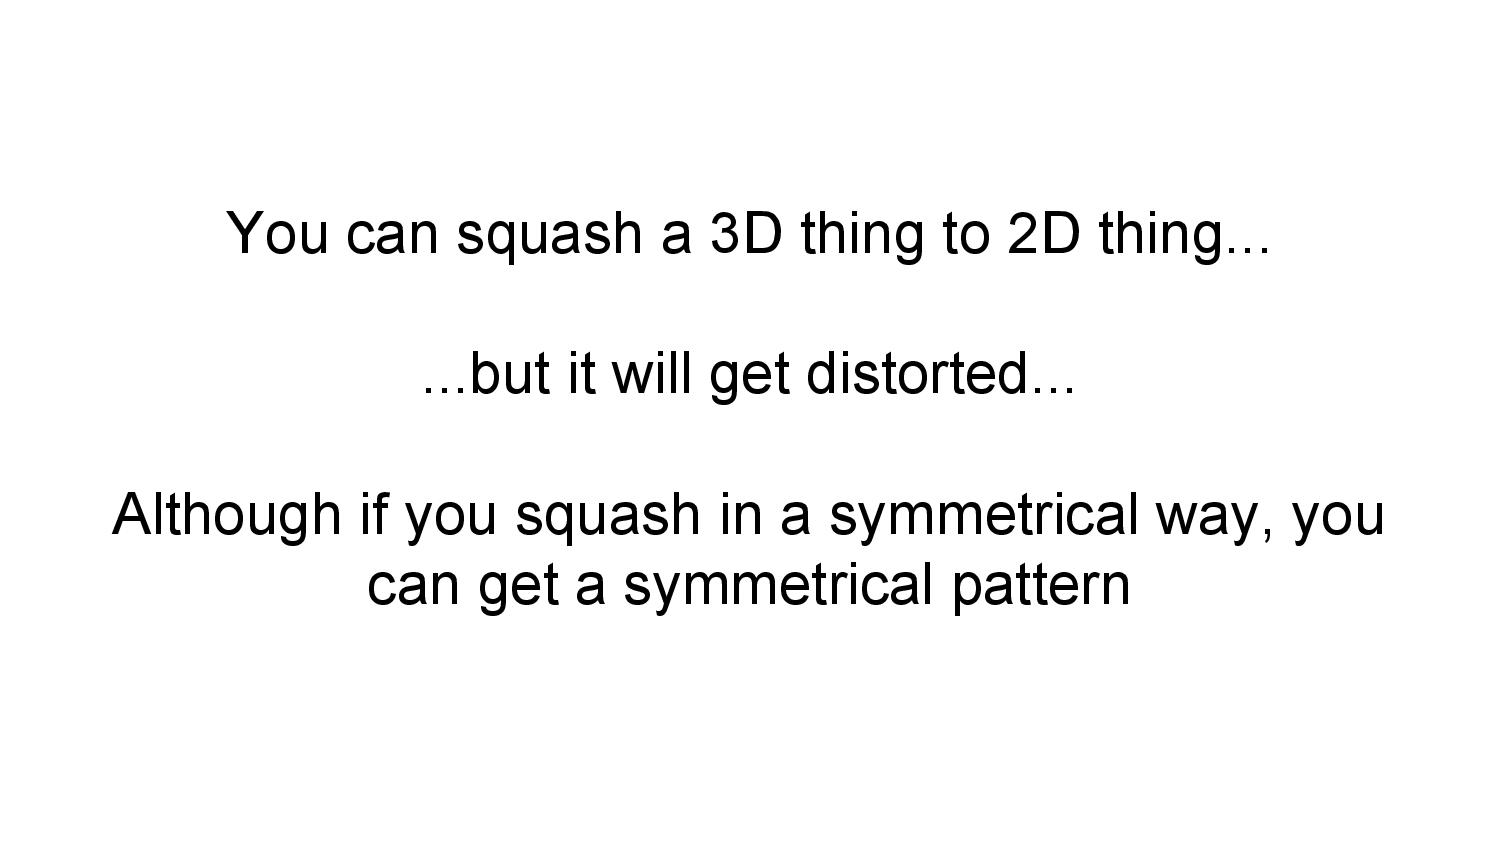 You can squash a 3D thing to 2D thing...
...but it will get distorted...
Although if you squash in a symmetrical way, you
can get a symmetrical pattern